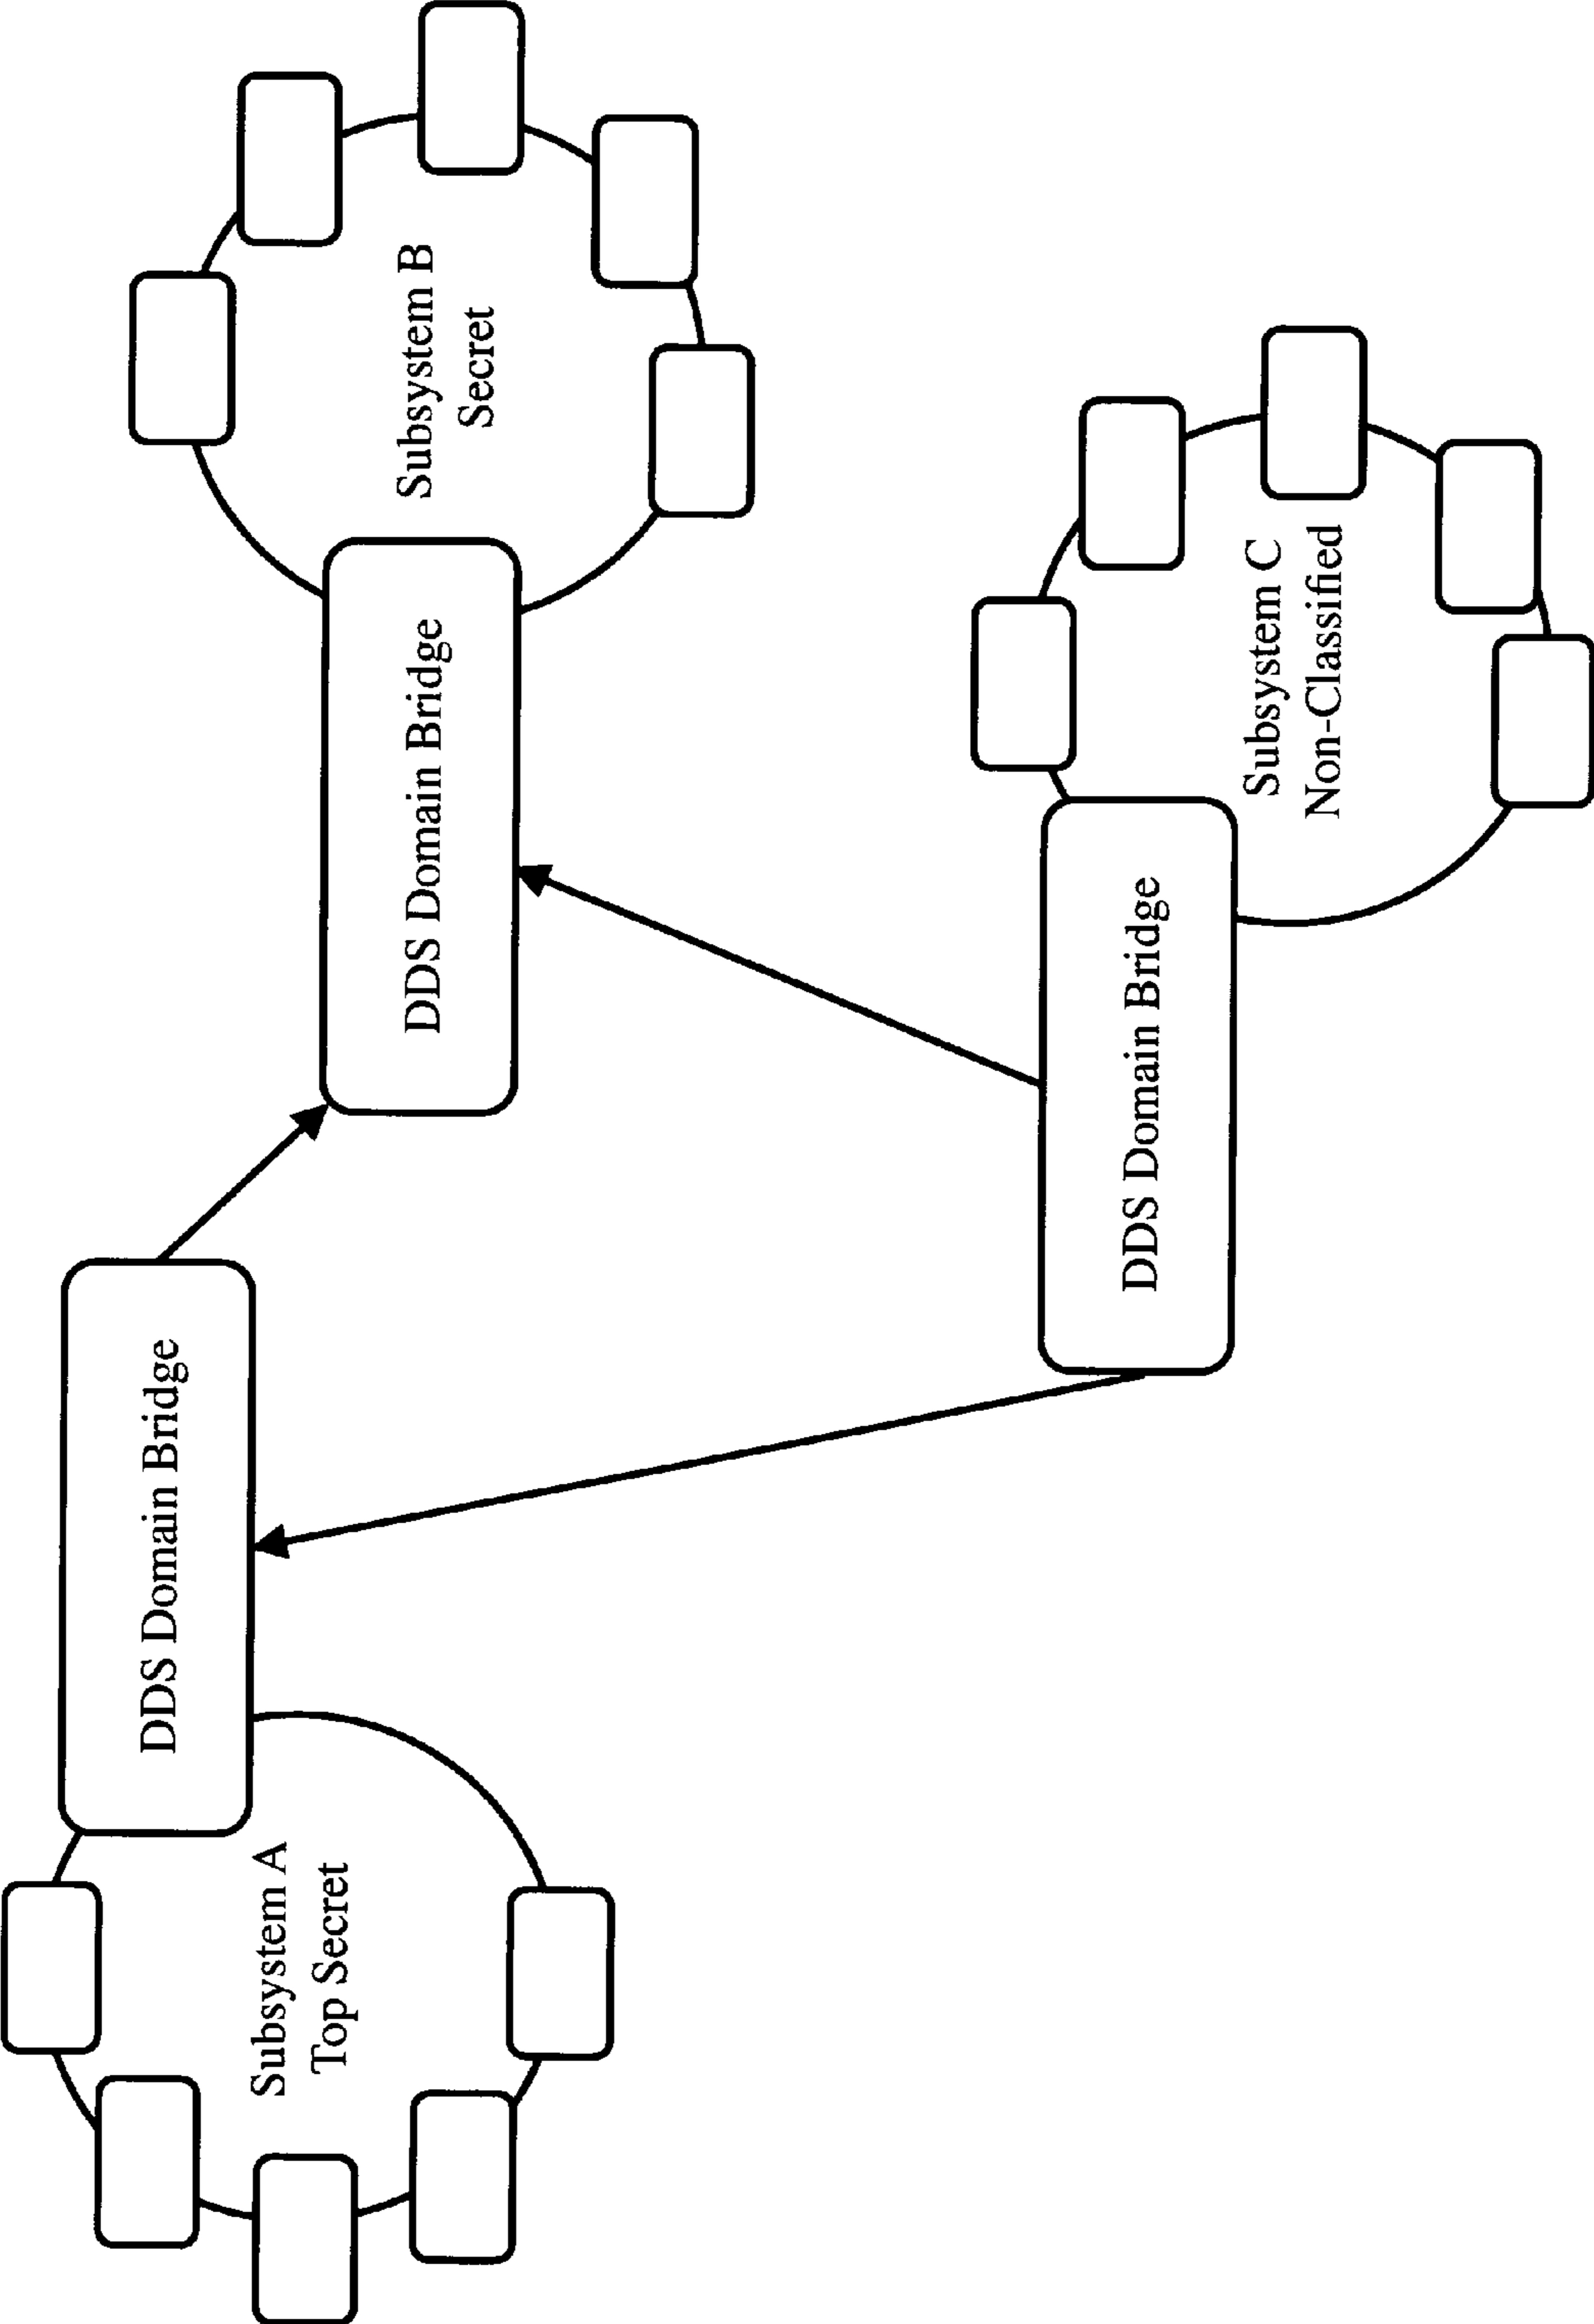 DDS Domain Bridge
Subsystem A
Top Secret
DDS Domain Bridge
Subsystem B
Secret
DDS Domain Bridge
Subsystem C
Non-Classified